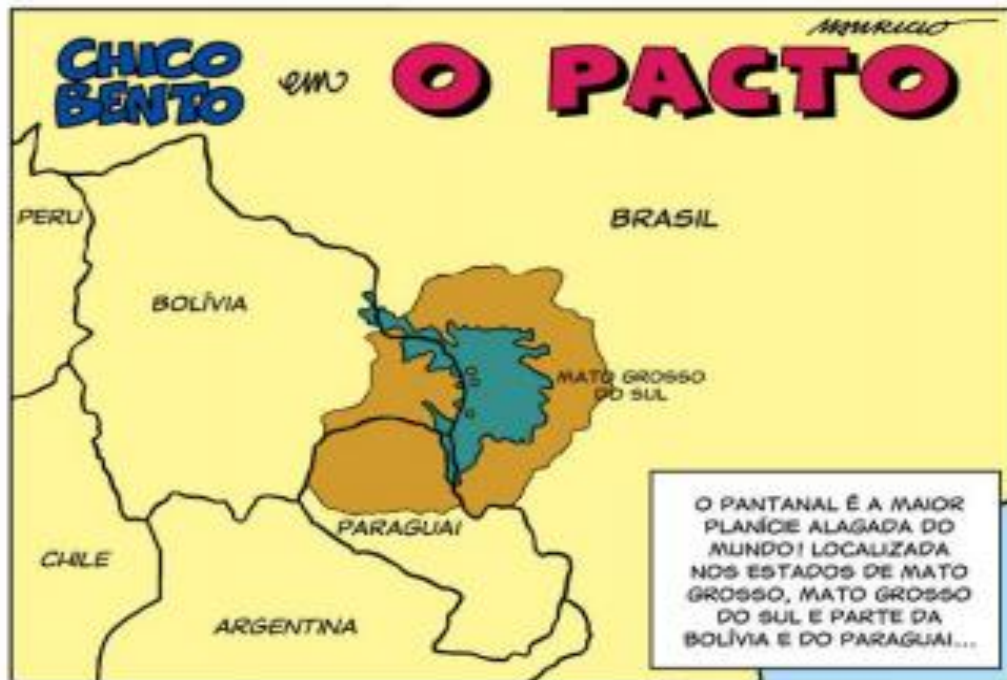 MAURICIO
CHICO
BENTO
em
O PACTO
PERU
BRASIL
BOLÍVIA
MATO GROSSO
DO SUL
PARAGUAI
CHILE
ARGENTINA
O PANTANAL É A MAIOR
PLANÍCIE ALAGADA DO
MUNDO! LOCALIZADA
NOS ESTADOS DE MATO
GROSSO, MATO GROSSO
DO SUL E PARTE DA
BOLÍVIA E DO PARAGUAI...